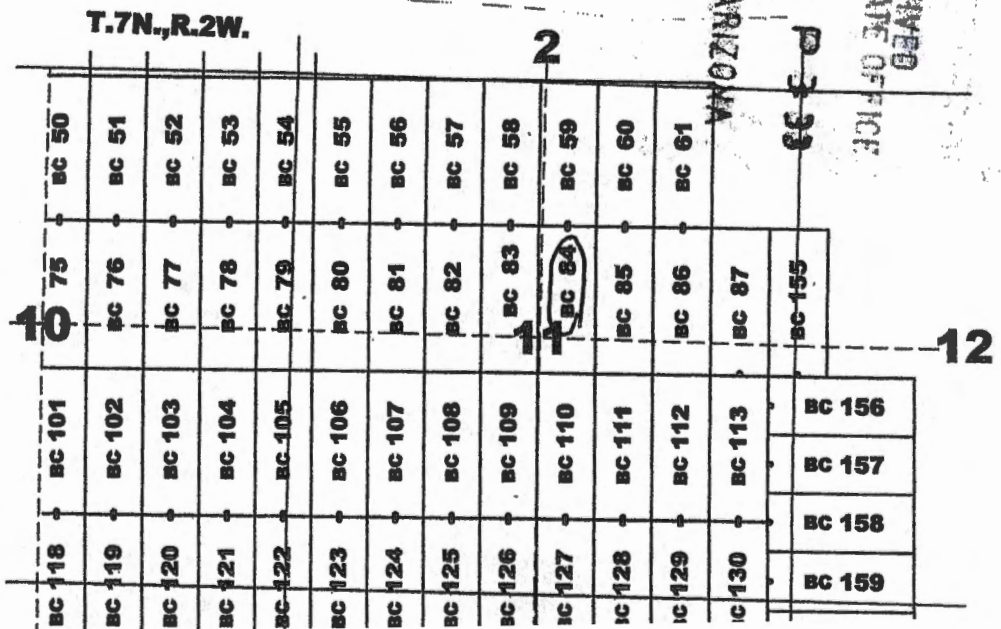 T.7N.,R.2W.
2
BC 50 BC 51 BC 52 BC 53 BC 54 BC 55 BC 56 BC 57 BC 58 BC 59 BC 60 BC 61
ARIZONA
OFFICE
BC 75 BC 76 BC 77 BC 78 BC 79 BC 80 BC 81 BC 82 BC 83 BC 84 BC 85 BC 86 BC 87 BC 155
10 11 12
BC 101 BC 102 BC 103 BC 104 BC 105 BC 106 BC 107 BC 108 BC 109 BC 110 BC 111 BC 112 BC 113
BC 156
BC 157
BC 158
BC 159
BC 118 BC 119 BC 120 BC 121 BC 122 BC 123 BC 124 BC 125 BC 126 BC 127 BC 128 BC 129 BC 130